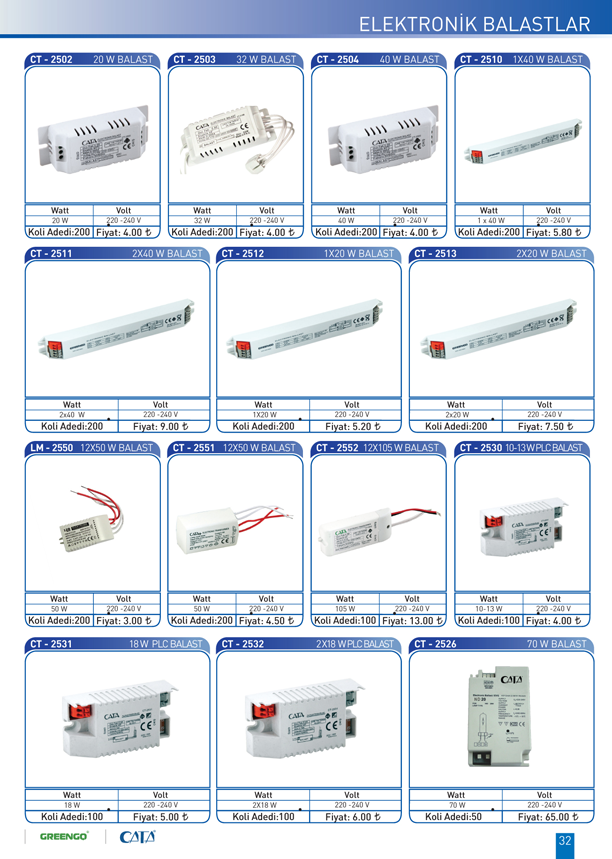 ELEKTRONİK BALASTLAR
CT - 2502 20 W BALAST
CT - 2503 32 W BALAST
CT - 2504 40 W BALAST
CT - 2510 1X40 W BALAST
Watt Volt
20 W 220 -240 V
Koli Adedi:200 Fiyat: 4.00 ₺
Watt Volt
32 W 220 -240 V
Koli Adedi:200 Fiyat: 4.00 ₺
Watt Volt
40 W 220 -240 V
Koli Adedi:200 Fiyat: 4.00 ₺
Watt Volt
1 x 40 W 220 -240 V
Koli Adedi:200 Fiyat: 5.80 ₺
CT - 2511 2X40 W BALAST
CT - 2512 1X20 W BALAST
CT - 2513 2X20 W BALAST
Watt Volt
2x40 W 220 -240 V
Koli Adedi:200 Fiyat: 9.00 ₺
Watt Volt
1X20 W 220 -240 V
Koli Adedi:200 Fiyat: 5.20 ₺
Watt Volt
2x20 W 220 -240 V
Koli Adedi:200 Fiyat: 7.50 ₺
LM - 2550 12X50 W BALAST
CT - 2551 12X50 W BALAST
CT - 2552 12X105 W BALAST
CT - 2530 10-13W PLC BALAST
Watt Volt
50 W 220 -240 V
Koli Adedi:200 Fiyat: 3.00 ₺
Watt Volt
50 W 220 -240 V
Koli Adedi:200 Fiyat: 4.50 ₺
Watt Volt
105 W 220 -240 V
Koli Adedi:100 Fiyat: 13.00 ₺
Watt Volt
10-13 W 220 -240 V
Koli Adedi:100 Fiyat: 4.00 ₺
CT - 2531 18 W PLC BALAST
CT - 2532 2X18 W PLC BALAST
CT - 2526 70 W BALAST
CATA
Watt Volt
18 W 220 -240 V
Koli Adedi:100 Fiyat: 5.00 ₺
CATA
Watt Volt
2X18 W 220 -240 V
Koli Adedi:100 Fiyat: 6.00 ₺
CATA
Watt Volt
70 W 220 -240 V
Koli Adedi:50 Fiyat: 65.00 ₺
GREENGO® CATA
32